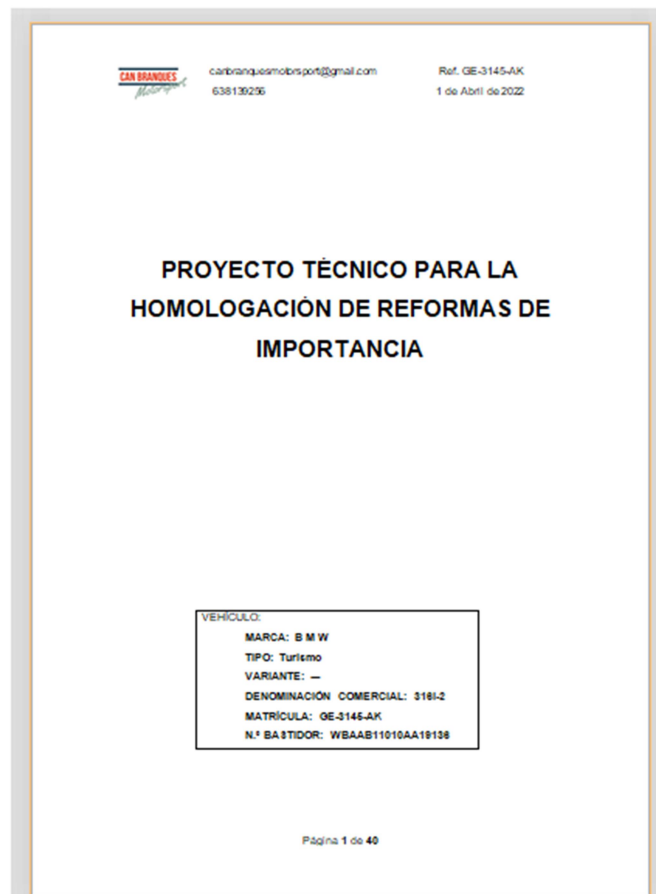 CAN BRANQUES
Motorsport
canbranquesmotorsport@gmail.com
Ref. GE-3145-AK
638139256
1 de Abril de 2022
PROYECTO TÉCNICO PARA LA
HOMOLOGACIÓN DE REFORMAS DE
IMPORTANCIA
VEHÍCULO:
MARCA: B M W
TIPO: Turismo
VARIANTE: —
DENOMINACIÓN COMERCIAL: 316I-2
MATRÍCULA: GE-3145-AK
N.º BASTIDOR: WBAAB11010AA19136
Página 1 de 40